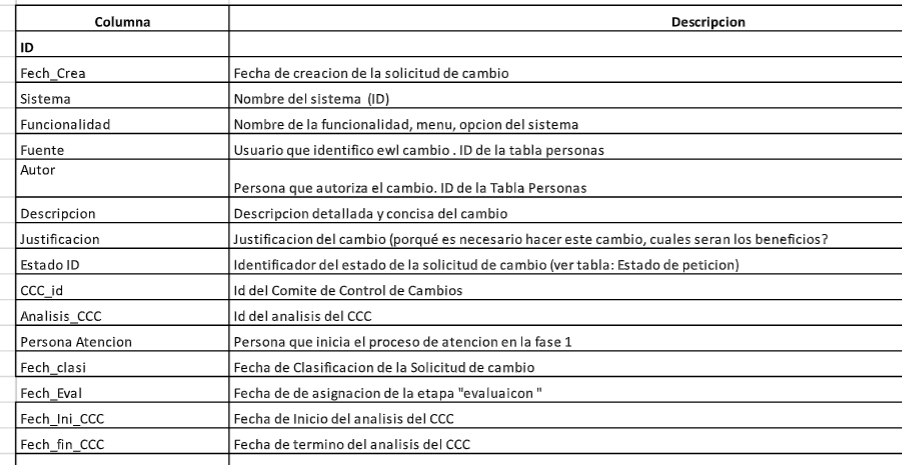 Columna Descripcion
ID
Fech_Crea Fecha de creacion de la solicitud de cambio
Sistema Nombre del sistema (ID)
Funcionalidad Nombre de la funcionalidad, menu, opcion del sistema
Fuente Usuario que identifico ewl cambio . ID de la tabla personas
Autor Persona que autoriza el cambio. ID de la Tabla Personas
Descripcion Descripcion detallada y concisa del cambio
Justificacion Justificacion del cambio (porqué es necesario hacer este cambio, cuales seran los beneficios?
Estado ID Identificador del estado de la solicitud de cambio (ver tabla: Estado de peticion)
CCC_id Id del Comite de Control de Cambios
Analisis_CCC Id del analisis del CCC
Persona Atencion Persona que inicia el proceso de atencion en la fase 1
Fech_clasi Fecha de Clasificacion de la Solicitud de cambio
Fech_Eval Fecha de de asignacion de la etapa "evaluaicon "
Fech_Ini_CCC Fecha de Inicio del analisis del CCC
Fech_fin_CCC Fecha de termino del analisis del CCC